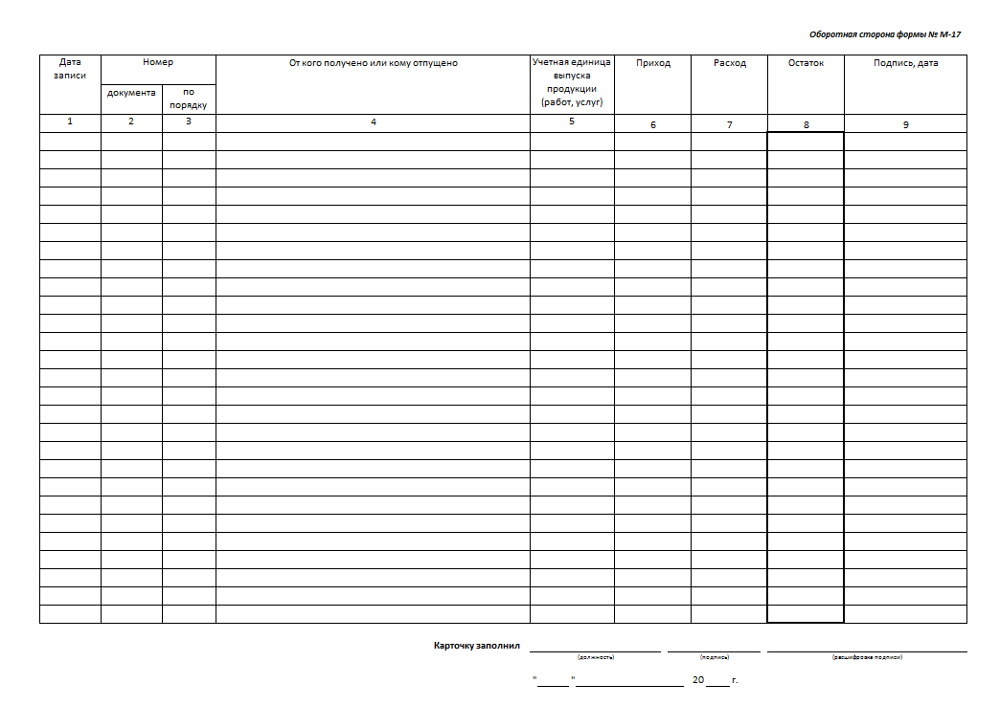 Оборотная сторона формы № М-17
Дата
записи
Номер
документа
по
порядку
От кого получено или кому отпущено
Учетная единица
выпуска
продукции
(работ, услуг)
Приход
Расход
Остаток
Подпись, дата
1 2 3 4 5 6 7 8 9
Карточку заполнил
(должность) (подпись) (расшифровка подписи)
" " 20 г.